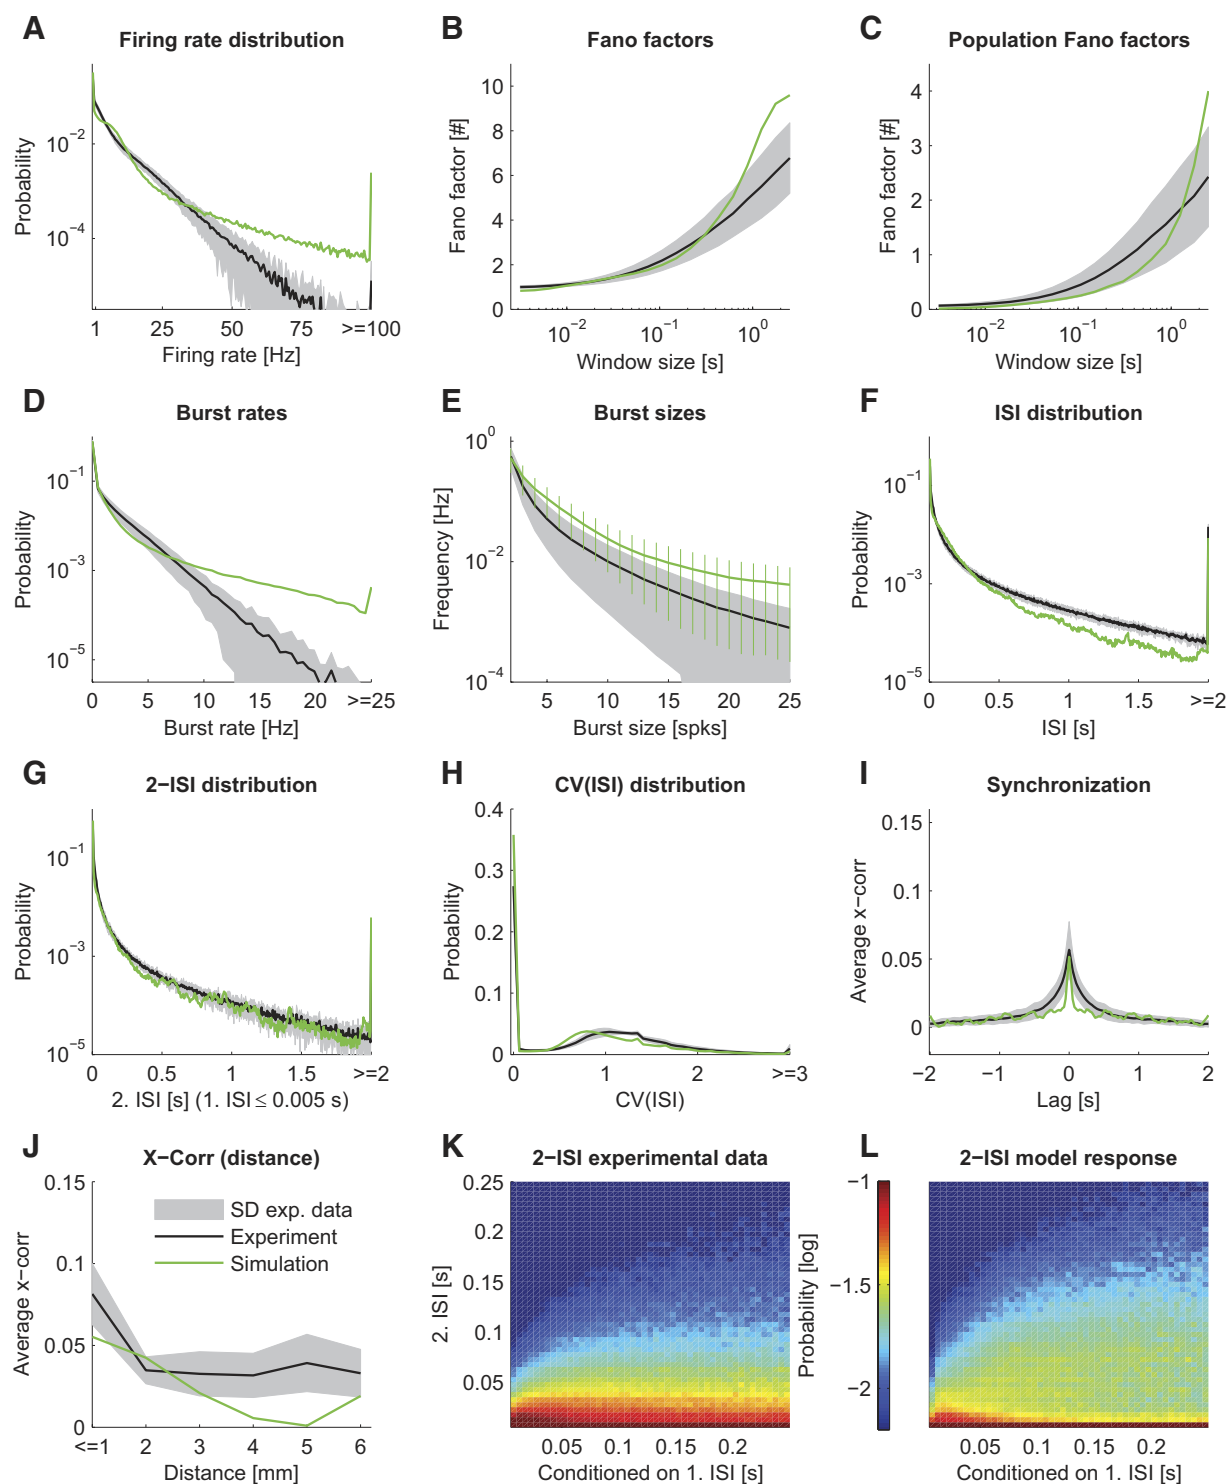 A
Firing rate distribution
Probability
10−2
10−4
1 25 50 75 >=100
Firing rate [Hz]
B
Fano factors
Fano factor [#]
10
8
6
4
2
0
10−2 10−1 100
Window size [s]
C
Population Fano factors
Fano factor [#]
4
3
2
1
0
10−2 10−1 100
Window size [s]
D
Burst rates
Probability
10−1
10−3
10−5
0 5 10 15 20 >=25
Burst rate [Hz]
E
Burst sizes
Frequency [Hz]
100
10−2
10−4
5 10 15 20 25
Burst size [spks]
F
ISI distribution
Probability
10−1
10−3
10−5
0 0.5 1 1.5 >=2
ISI [s]
G
2−ISI distribution
Probability
10−1
10−3
10−5
0 0.5 1 1.5 >=2
2. ISI [s] (1. ISI ≤ 0.005 s)
H
CV(ISI) distribution
Probability
0.4
0.3
0.2
0.1
0
0 1 2 >=3
CV(ISI)
I
Synchronization
Average x−corr
0.15
0.1
0.05
0
−2 −1 0 1 2
Lag [s]
J
X−Corr (distance)
Average x−corr
0.15
0.1
0.05
0
SD exp. data
Experiment
Simulation
<=1 2 3 4 5 6
Distance [mm]
K
2−ISI experimental data
2. ISI [s]
0.25
0.2
0.15
0.1
0.05
0.05 0.1 0.15 0.2
Conditioned on 1. ISI [s]
Probability [log]
−1
−1.5
−2
L
2−ISI model response
0.05 0.1 0.15 0.2
Conditioned on 1. ISI [s]